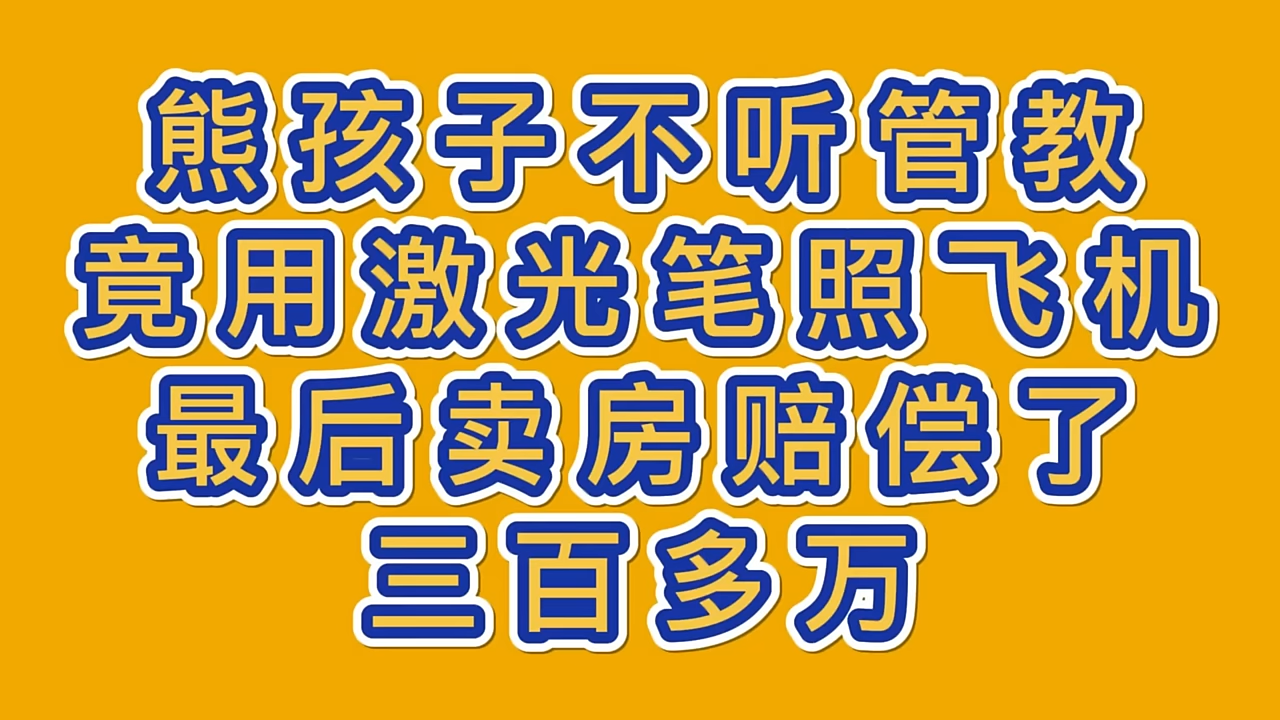 熊孩子不听管教
竟用激光笔照飞机
最后卖房赔偿了
三百多万